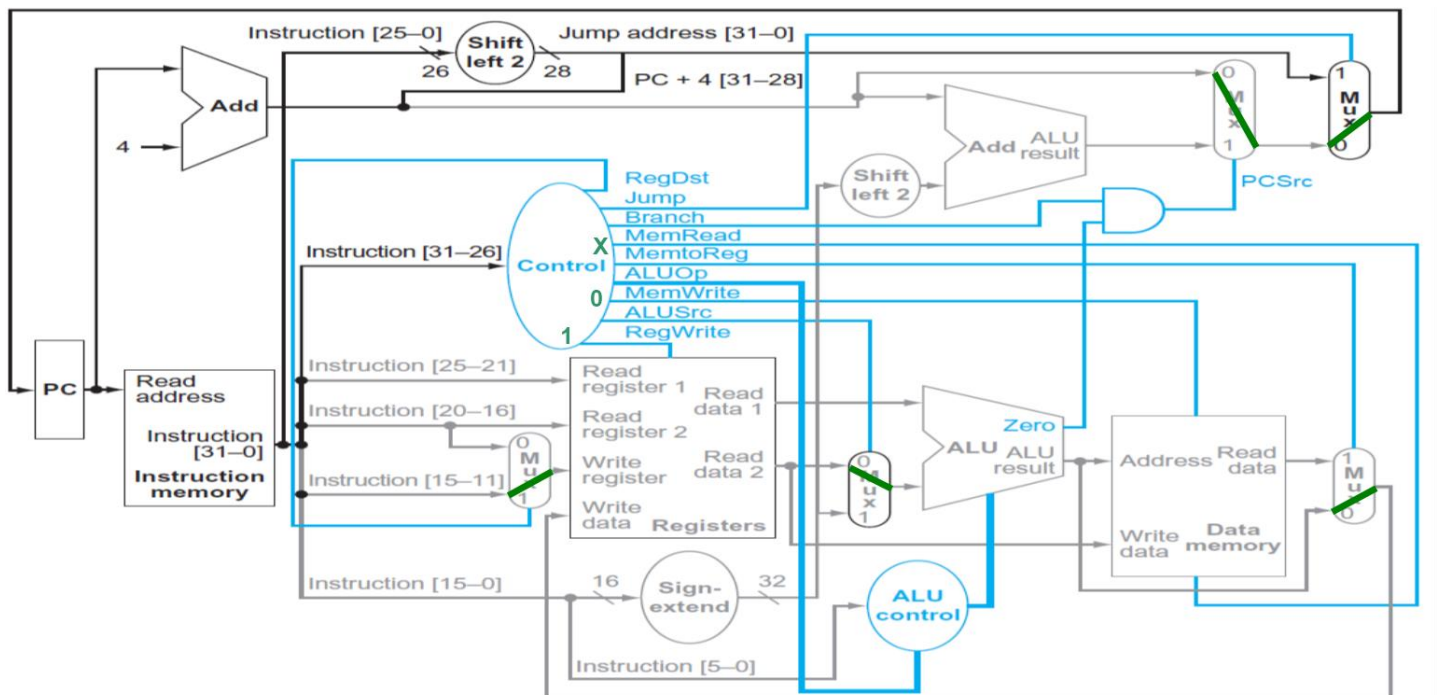 Instruction [25–0]
Shift
left 2
Jump address [31–0]
26
28
PC + 4 [31–28]
Add
4
0
M
u
x
1
1
M
u
x
0
Add
ALU
result
Shift
left 2
PCSrc
RegDst
Jump
Branch
MemRead
MemtoReg
ALUOp
MemWrite
ALUSrc
RegWrite
Instruction [31–26]
Control
X
0
1
PC
Read
address
Instruction
[31–0]
Instruction
memory
Instruction [25–21]
Instruction [20–16]
Instruction [15–11]
0
M
u
x
1
Read
register 1
Read
register 2
Write
register
Write
data
Read
data 1
Read
data 2
Registers
0
M
u
x
1
Zero
ALU
ALU
result
Address
Read
data
Write
data
Data
memory
1
M
u
x
0
Instruction [15–0]
16
Sign-
extend
32
ALU
control
Instruction [5–0]